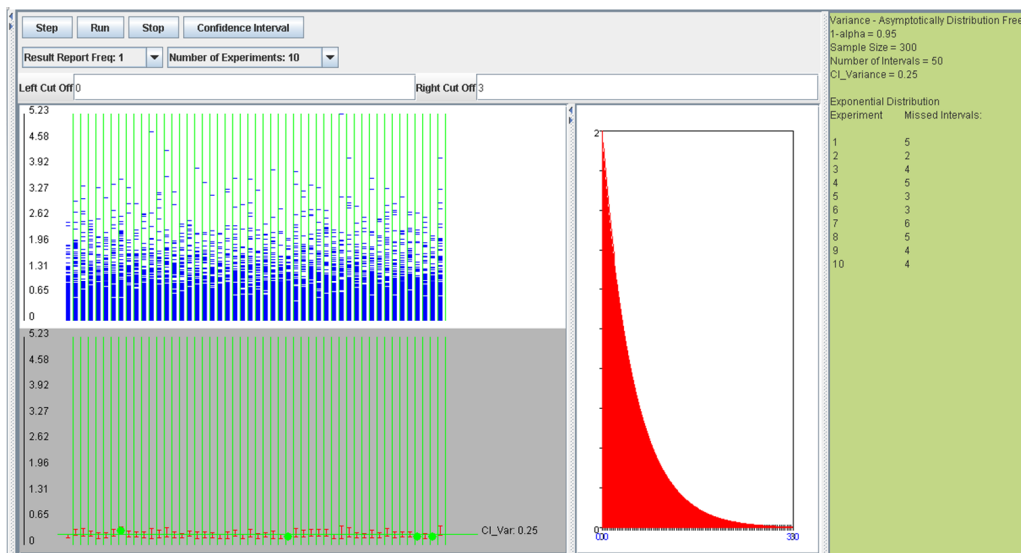 Step Run Stop Confidence Interval
Result Report Freq: 1 Number of Experiments: 10
Left Cut Off 0 Right Cut Off 3
5.23
4.58
3.92
3.27
2.62
1.96
1.31
0.65
0
5.23
4.58
3.92
3.27
2.62
1.96
1.31
0.65
0
CI_Var: 0.25
2
0
Variance - Asymptotically Distribution Free
1-alpha = 0.95
Sample Size = 300
Number of Intervals = 50
CI_Variance = 0.25
Exponential Distribution
Experiment Missed Intervals:
1 5
2 2
3 4
4 5
5 3
6 3
7 6
8 5
9 4
10 4